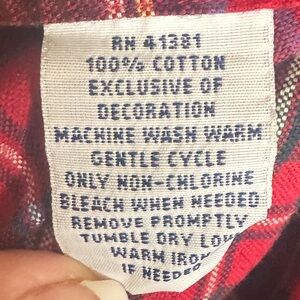 RN 41381
100% COTTON
EXCLUSIVE OF
DECORATION
MACHINE WASH WARM
GENTLE CYCLE
ONLY NON-CHLORINE
BLEACH WHEN NEEDED
REMOVE PROMPTLY
TUMBLE DRY LOW
WARM IRON
IF NEEDED